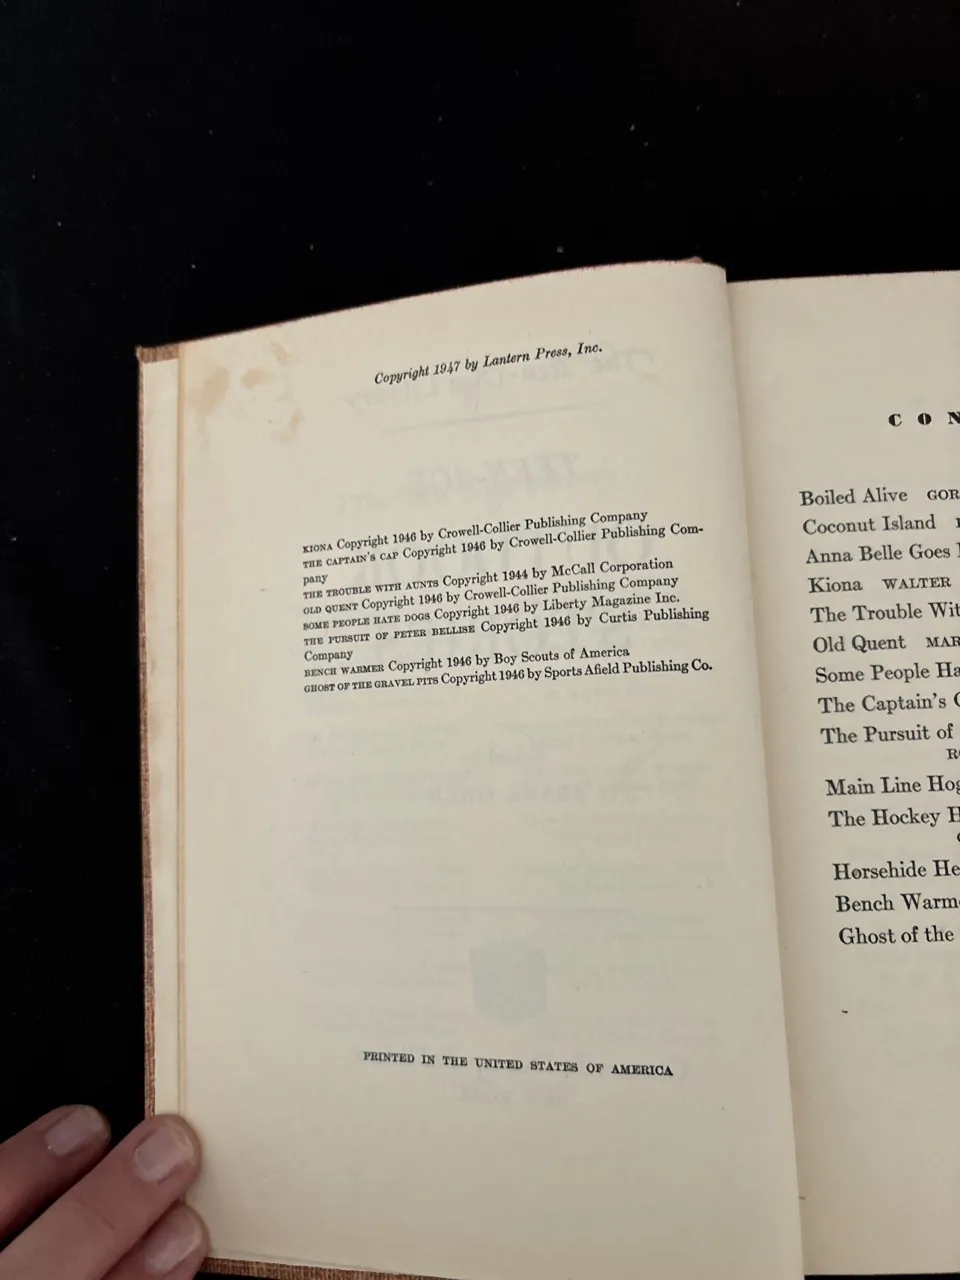 Copyright 1947 by Lantern Press, Inc.
KIONA Copyright 1946 by Crowell-Collier Publishing Company
THE CAPTAIN'S CAP Copyright 1946 by Crowell-Collier Publishing Com-
pany
THE TROUBLE WITH AUNTS Copyright 1944 by McCall Corporation
OLD QUENT Copyright 1946 by Crowell-Collier Publishing Company
SOME PEOPLE HATE DOGS Copyright 1946 by Liberty Magazine Inc.
THE PURSUIT OF PETER BELLISE Copyright 1946 by Curtis Publishing
Company
BENCH WARMER Copyright 1946 by Boy Scouts of America
GHOST OF THE GRAVEL PITS Copyright 1946 by Sports Afield Publishing Co.
PRINTED IN THE UNITED STATES OF AMERICA
CON
Boiled Alive GOR
Coconut Island
Anna Belle Goes
Kiona WALTER
The Trouble Wit
Old Quent MAR
Some People Ha
The Captain's
The Pursuit of
Main Line Hog
The Hockey H
Horsehide He
Bench Warm
Ghost of the